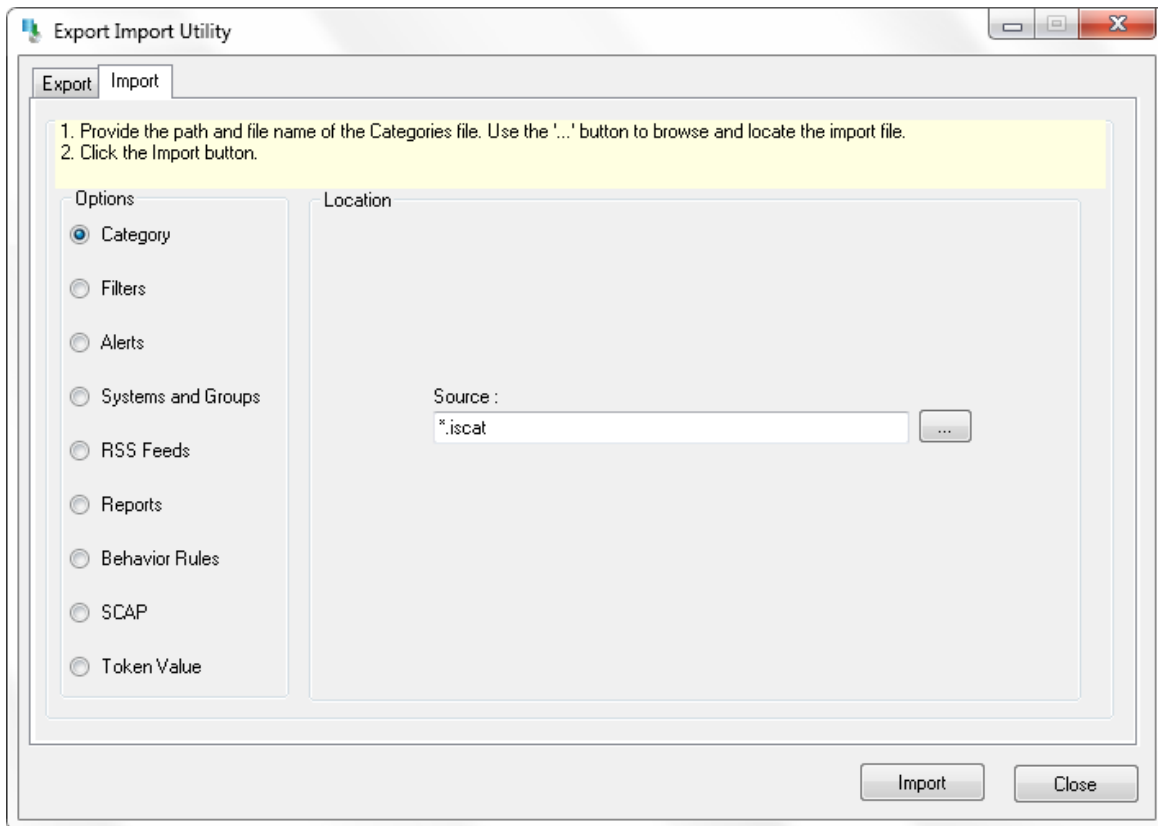 Export Import Utility
Export
Import
1. Provide the path and file name of the Categories file. Use the '...' button to browse and locate the import file.
2. Click the Import button.
Options
Category
Filters
Alerts
Systems and Groups
RSS Feeds
Reports
Behavior Rules
SCAP
Token Value
Location
Source :
*.iscat
...
Import
Close